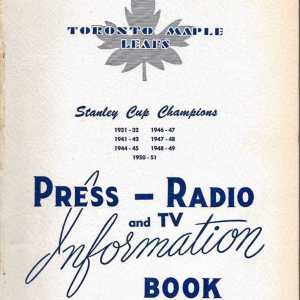 TORONTO MAPLE
LEAFS
Stanley Cup Champions
1931-32 1946-47
1941-42 1947-48
1944-45 1948-49
1950-51
PRESS - RADIO
and TV
Information
BOOK